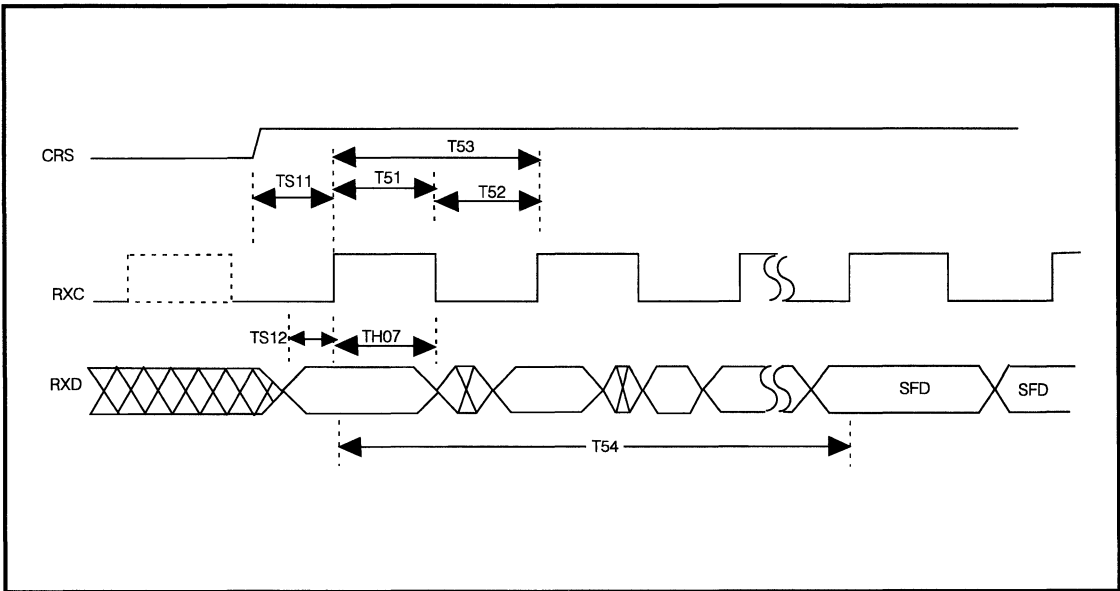 T53
CRS
TS11
T51
T52
RXC
TS12
TH07
RXD
SFD
SFD
T54